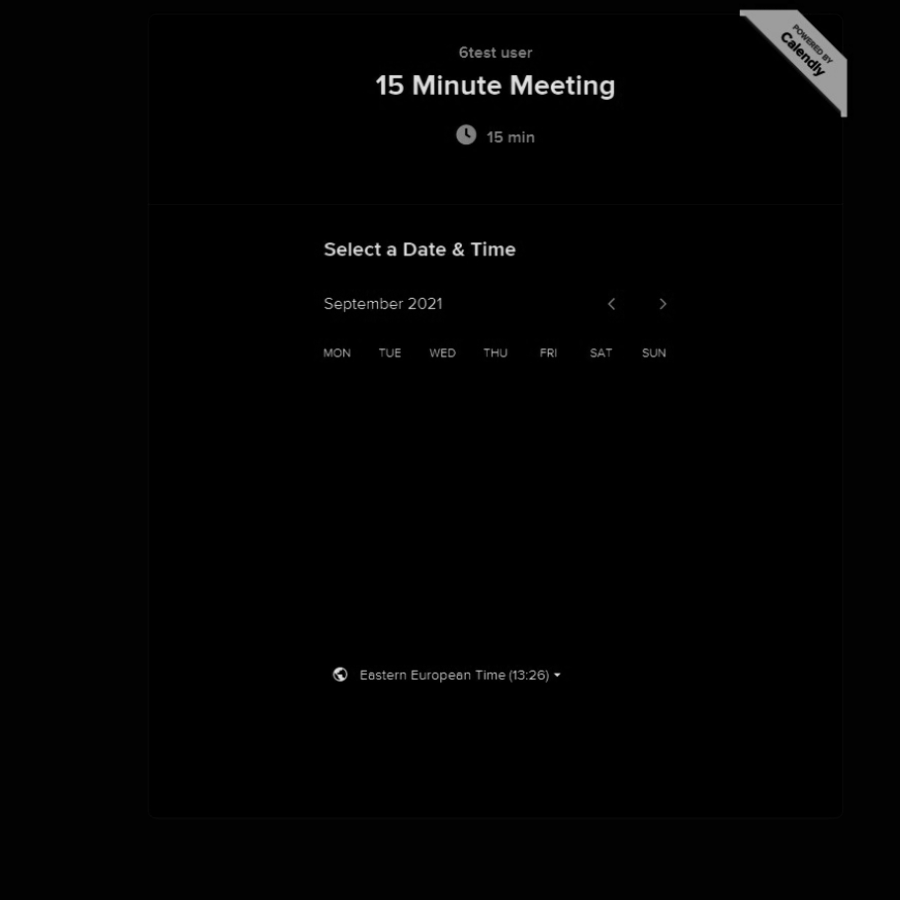 POWERED BY
Calendly
6test user
15 Minute Meeting
15 min
Select a Date & Time
September 2021
MON TUE WED THU FRI SAT SUN
Eastern European Time (13:26)